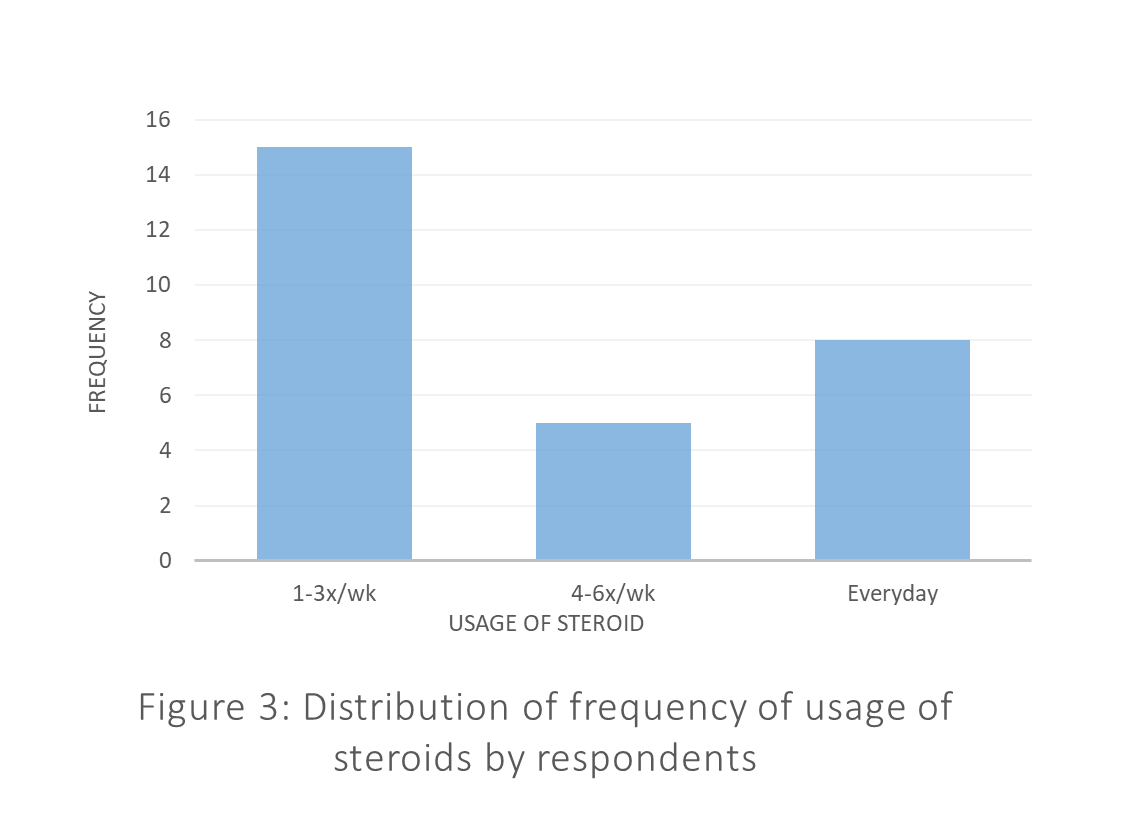 16
14
12
10
8
6
4
2
0
FREQUENCY
1-3x/wk
4-6x/wk
Everyday
USAGE OF STEROID
Figure 3: Distribution of frequency of usage of
steroids by respondents